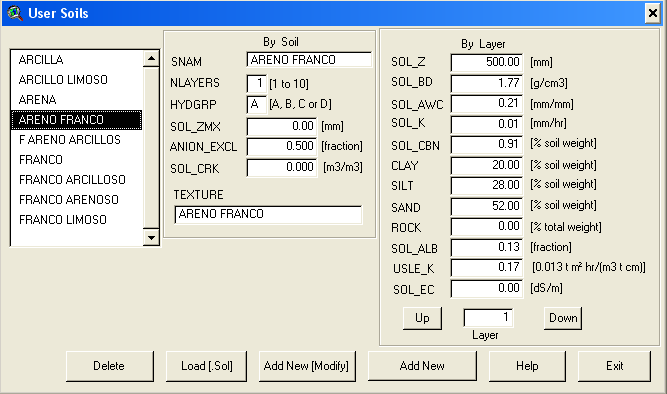 User Soils
ARCILLA
ARCILLO LIMOSO
ARENA
ARENO FRANCO
F ARENO ARCILLOS
FRANCO
FRANCO ARCILLOSO
FRANCO ARENOSO
FRANCO LIMOSO
By Soil
SNAM ARENO FRANCO
NLAYERS 1 [1 to 10]
HYDGRP A [A, B, C or D]
SOL_ZMX 0.00 [mm]
ANION_EXCL 0.500 [fraction]
SOL_CRK 0.000 [m3/m3]
TEXTURE
ARENO FRANCO
By Layer
SOL_Z 500.00 [mm]
SOL_BD 1.77 [g/cm3]
SOL_AWC 0.21 [mm/mm]
SOL_K 0.01 [mm/hr]
SOL_CBN 0.91 [% soil weight]
CLAY 20.00 [% soil weight]
SILT 28.00 [% soil weight]
SAND 52.00 [% soil weight]
ROCK 0.00 [% total weight]
SOL_ALB 0.13 [fraction]
USLE_K 0.17 [0.013 t m² hr/(m3 t cm)]
SOL_EC 0.00 [dS/m]
Up 1 Down
Layer
Delete Load [.Sol] Add New [Modify] Add New Help Exit